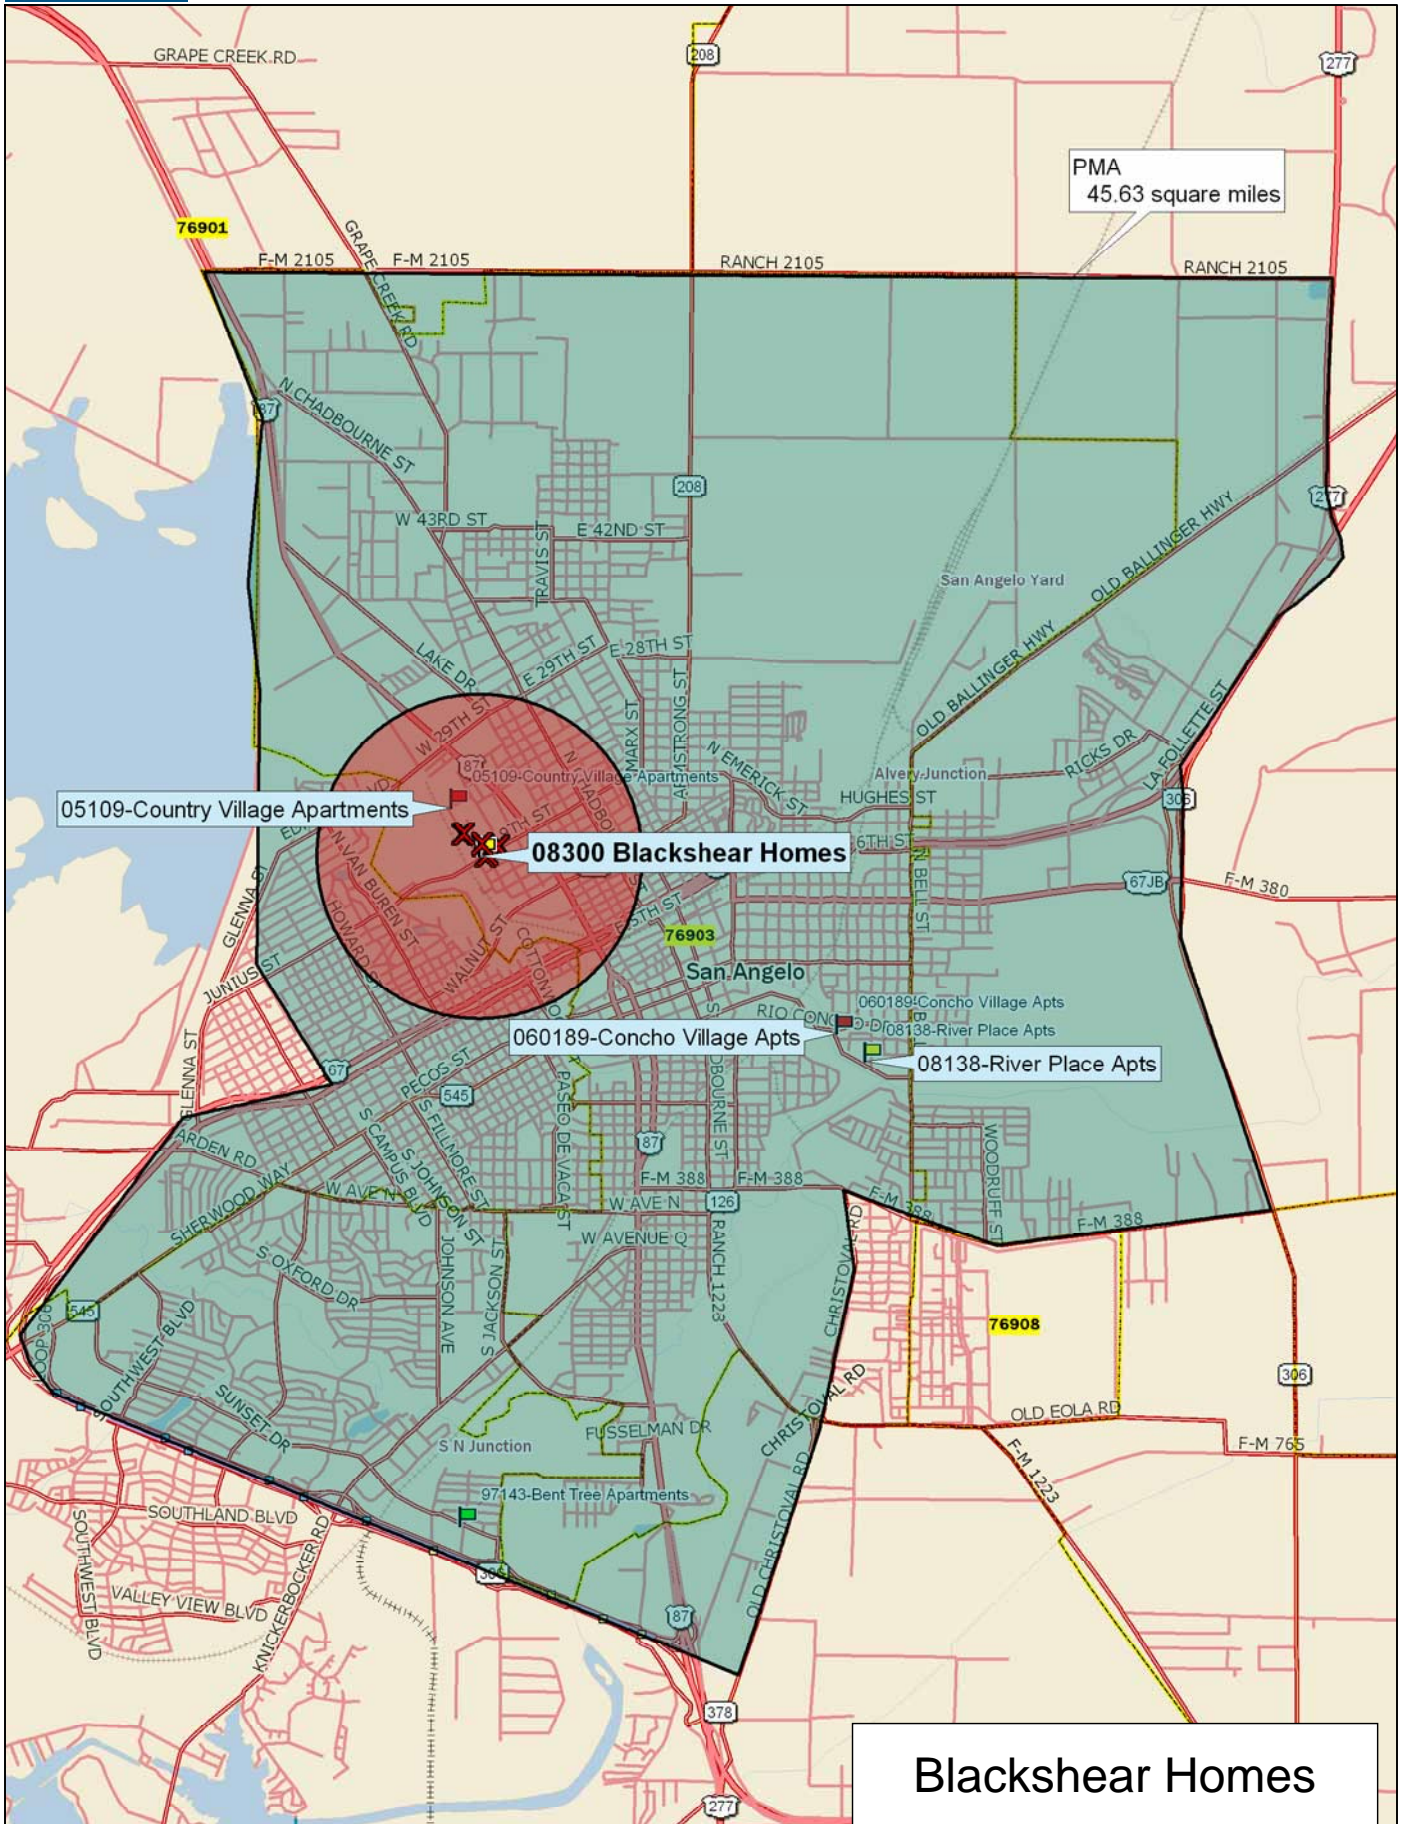 GRAPE CREEK RD
208
277
PMA
45.63 square miles
76901
GRAPE CREEK RD
F-M 2105
F-M 2105
RANCH 2105
RANCH 2105
N CHADBOURNE ST
87
208
277
W 43RD ST
E 42ND ST
TRAVIS ST
OLD BALLINGER HWY
San Angelo Yard
OLD BALLINGER HWY
LAKE DR
E 29TH ST
E 28TH ST
W 29TH ST
MARX ST
ARMSTRONG ST
LA FOLLETTE ST
RICKS DR
N EMERICK ST
87
05109-Country Village Apartments
Alvery Junction
HUGHES ST
306
05109-Country Village Apartments
08300 Blackshear Homes
6TH ST
N BELL ST
N VAN BUREN ST
GLENNA ST
HOWARD
WALNUT ST
5TH ST
67JB
F-M 380
76903
San Angelo
JUNIUS ST
060189-Concho Village Apts
08138-River Place Apts
060189-Concho Village Apts
08138-River Place Apts
GLENNA ST
67
PECOS ST
545
ARDEN RD
S CAMPUS BLVD
S FILLMORE ST
S JOHNSON ST
PASEO DE VACA ST
87
WOODRUFF ST
F-M 388
F-M 388
126
SHERWOOD WAY
W AVE N
W AVE N
W AVENUE Q
F-M 388
F-M 388
S OXFORD DR
JOHNSON AVE
S JACKSON ST
RANCH 1223
CHRISTOVAL RD
545
LOOP 306
SOUTHWEST BLVD
76908
306
SUNSET DR
CHRISTOVAL RD
OLD EOLA RD
F-M 765
F-M 1223
S N Junction
FUSSELMAN DR
97143-Bent Tree Apartments
OLD CHRISTOVAL RD
SOUTHLAND BLVD
SOUTHWEST BLVD
VALLEY VIEW BLVD
KNICKERBOCKER RD
306
87
378
277
Blackshear Homes